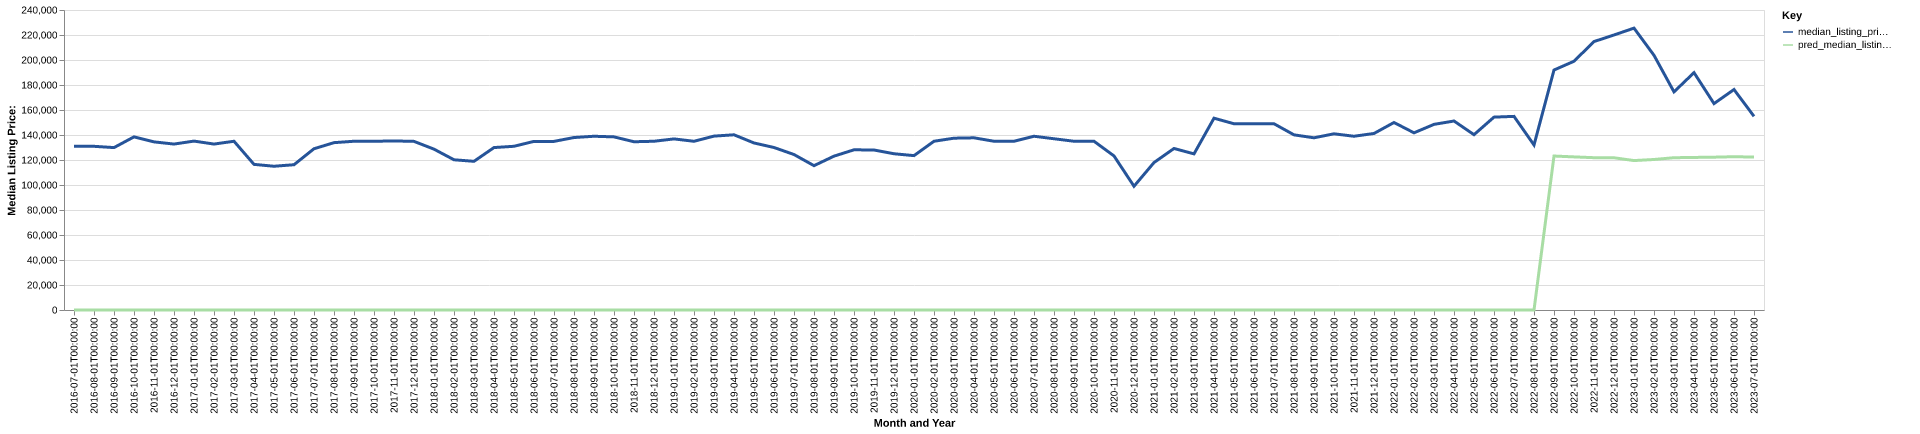 240,000
220,000
200,000
180,000
160,000
140,000
120,000
100,000
80,000
60,000
40,000
20,000
0
Median Listing Price:
2016-07-01T00:00:00
2016-08-01T00:00:00
2016-09-01T00:00:00
2016-10-01T00:00:00
2016-11-01T00:00:00
2016-12-01T00:00:00
2017-01-01T00:00:00
2017-02-01T00:00:00
2017-03-01T00:00:00
2017-04-01T00:00:00
2017-05-01T00:00:00
2017-06-01T00:00:00
2017-07-01T00:00:00
2017-08-01T00:00:00
2017-09-01T00:00:00
2017-10-01T00:00:00
2017-11-01T00:00:00
2017-12-01T00:00:00
2018-01-01T00:00:00
2018-02-01T00:00:00
2018-03-01T00:00:00
2018-04-01T00:00:00
2018-05-01T00:00:00
2018-06-01T00:00:00
2018-07-01T00:00:00
2018-08-01T00:00:00
2018-09-01T00:00:00
2018-10-01T00:00:00
2018-11-01T00:00:00
2018-12-01T00:00:00
2019-01-01T00:00:00
2019-02-01T00:00:00
2019-03-01T00:00:00
2019-04-01T00:00:00
2019-05-01T00:00:00
2019-06-01T00:00:00
2019-07-01T00:00:00
2019-08-01T00:00:00
2019-09-01T00:00:00
2019-10-01T00:00:00
2019-11-01T00:00:00
2019-12-01T00:00:00
2020-01-01T00:00:00
2020-02-01T00:00:00
2020-03-01T00:00:00
2020-04-01T00:00:00
2020-05-01T00:00:00
2020-06-01T00:00:00
2020-07-01T00:00:00
2020-08-01T00:00:00
2020-09-01T00:00:00
2020-10-01T00:00:00
2020-11-01T00:00:00
2020-12-01T00:00:00
2021-01-01T00:00:00
2021-02-01T00:00:00
2021-03-01T00:00:00
2021-04-01T00:00:00
2021-05-01T00:00:00
2021-06-01T00:00:00
2021-07-01T00:00:00
2021-08-01T00:00:00
2021-09-01T00:00:00
2021-10-01T00:00:00
2021-11-01T00:00:00
2021-12-01T00:00:00
2022-01-01T00:00:00
2022-02-01T00:00:00
2022-03-01T00:00:00
2022-04-01T00:00:00
2022-05-01T00:00:00
2022-06-01T00:00:00
2022-07-01T00:00:00
2022-08-01T00:00:00
2022-09-01T00:00:00
2022-10-01T00:00:00
2022-11-01T00:00:00
2022-12-01T00:00:00
2023-01-01T00:00:00
2023-02-01T00:00:00
2023-03-01T00:00:00
2023-04-01T00:00:00
2023-05-01T00:00:00
2023-06-01T00:00:00
2023-07-01T00:00:00
Month and Year
Key
median_listing_pri…
pred_median_listin…